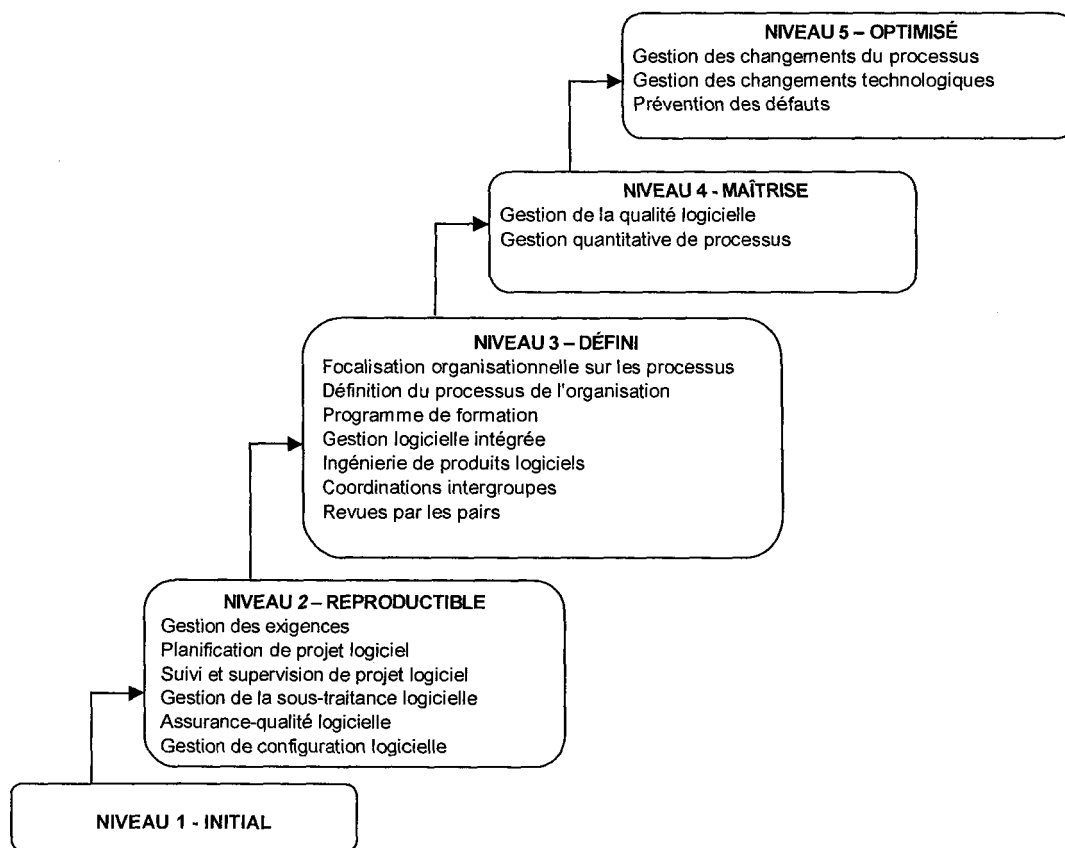 NIVEAU 5 – OPTIMISÉ
Gestion des changements du processus
Gestion des changements technologiques
Prévention des défauts
NIVEAU 4 - MAÎTRISE
Gestion de la qualité logicielle
Gestion quantitative de processus
NIVEAU 3 – DÉFINI
Focalisation organisationnelle sur les processus
Définition du processus de l'organisation
Programme de formation
Gestion logicielle intégrée
Ingénierie de produits logiciels
Coordinations intergroupes
Revues par les pairs
NIVEAU 2 – REPRODUCTIBLE
Gestion des exigences
Planification de projet logiciel
Suivi et supervision de projet logiciel
Gestion de la sous-traitance logicielle
Assurance-qualité logicielle
Gestion de configuration logicielle
NIVEAU 1 - INITIAL